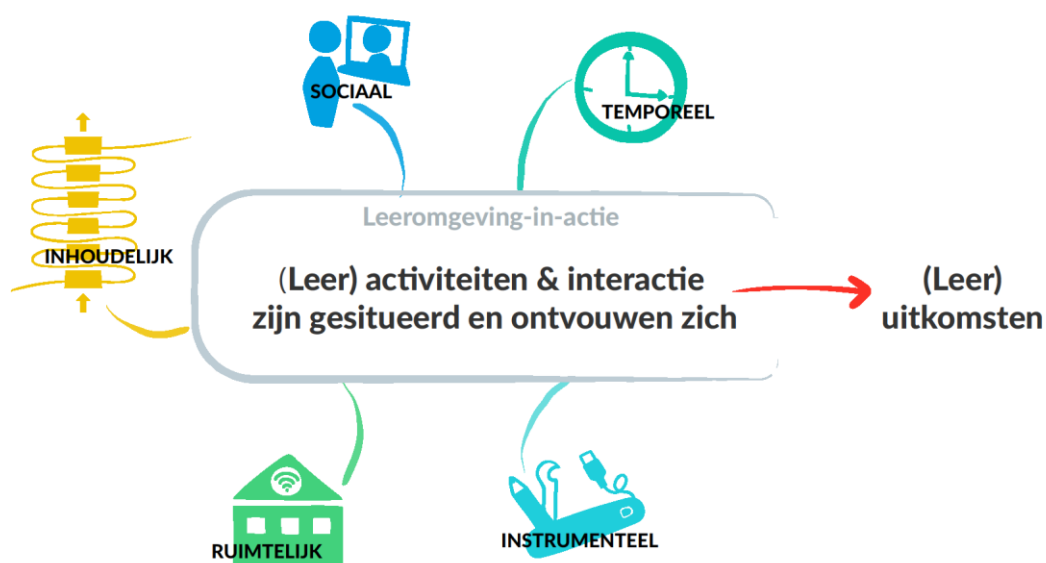 SOCIAAL
TEMPOREEL
INHOUDELIJK
Leeromgeving-in-actie
(Leer) activiteiten & interactie
zijn gesitueerd en ontvouwen zich
(Leer)
uitkomsten
RUIMTELIJK
INSTRUMENTEEL